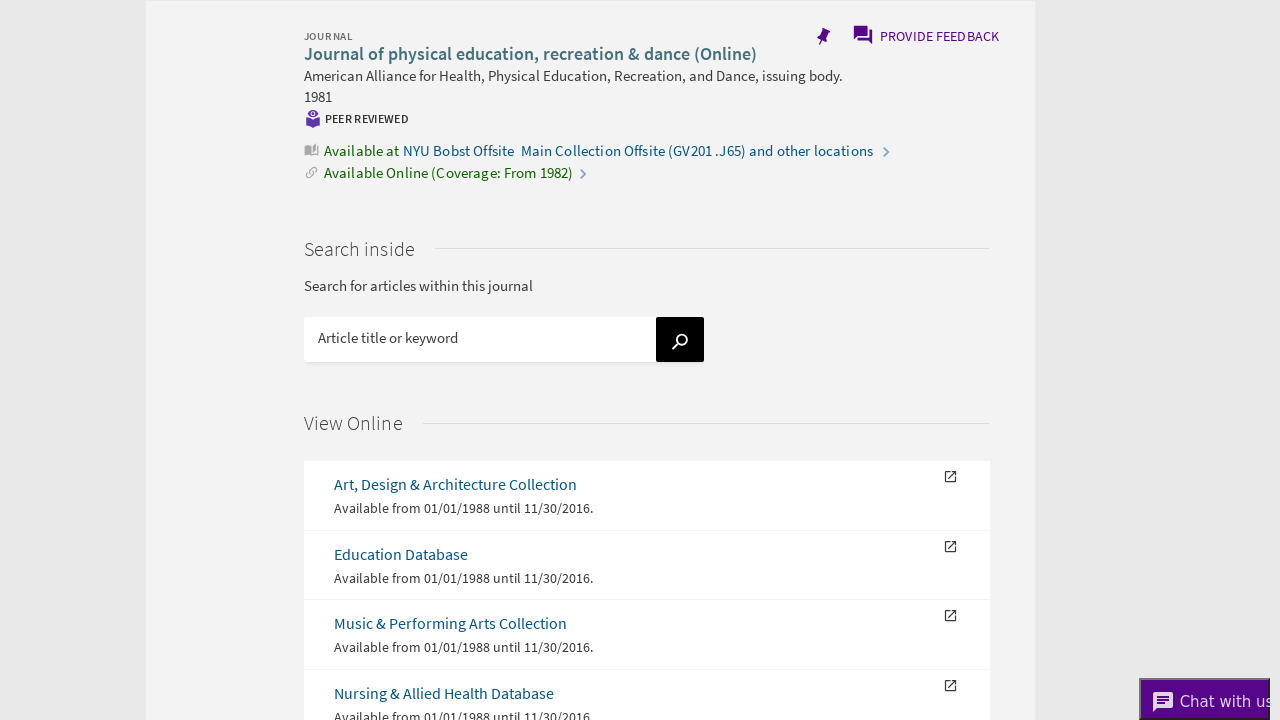 JOURNAL
PROVIDE FEEDBACK
Journal of physical education, recreation & dance (Online)
American Alliance for Health, Physical Education, Recreation, and Dance, issuing body.
1981
PEER REVIEWED
Available at NYU Bobst Offsite Main Collection Offsite (GV201 .J65) and other locations
Available Online (Coverage: From 1982)
Search inside
Search for articles within this journal
Article title or keyword
View Online
Art, Design & Architecture Collection
Available from 01/01/1988 until 11/30/2016.
Education Database
Available from 01/01/1988 until 11/30/2016.
Music & Performing Arts Collection
Available from 01/01/1988 until 11/30/2016.
Nursing & Allied Health Database
Available from 01/01/1988 until 11/30/2016.
Chat with us